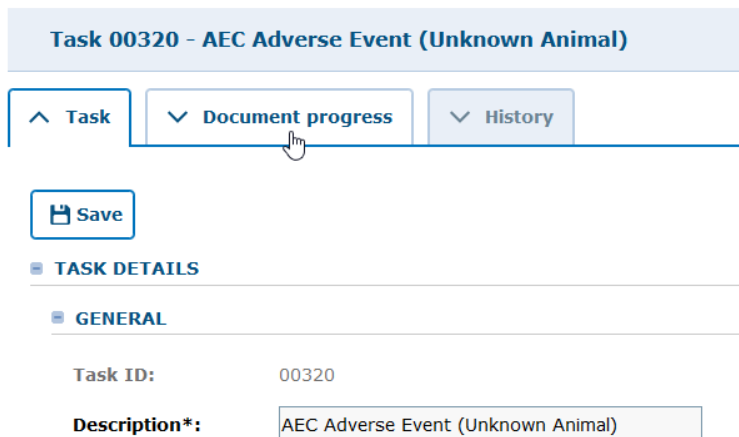 Task 00320 - AEC Adverse Event (Unknown Animal)
Task Document progress History
Save
TASK DETAILS
GENERAL
Task ID: 00320
Description*: AEC Adverse Event (Unknown Animal)